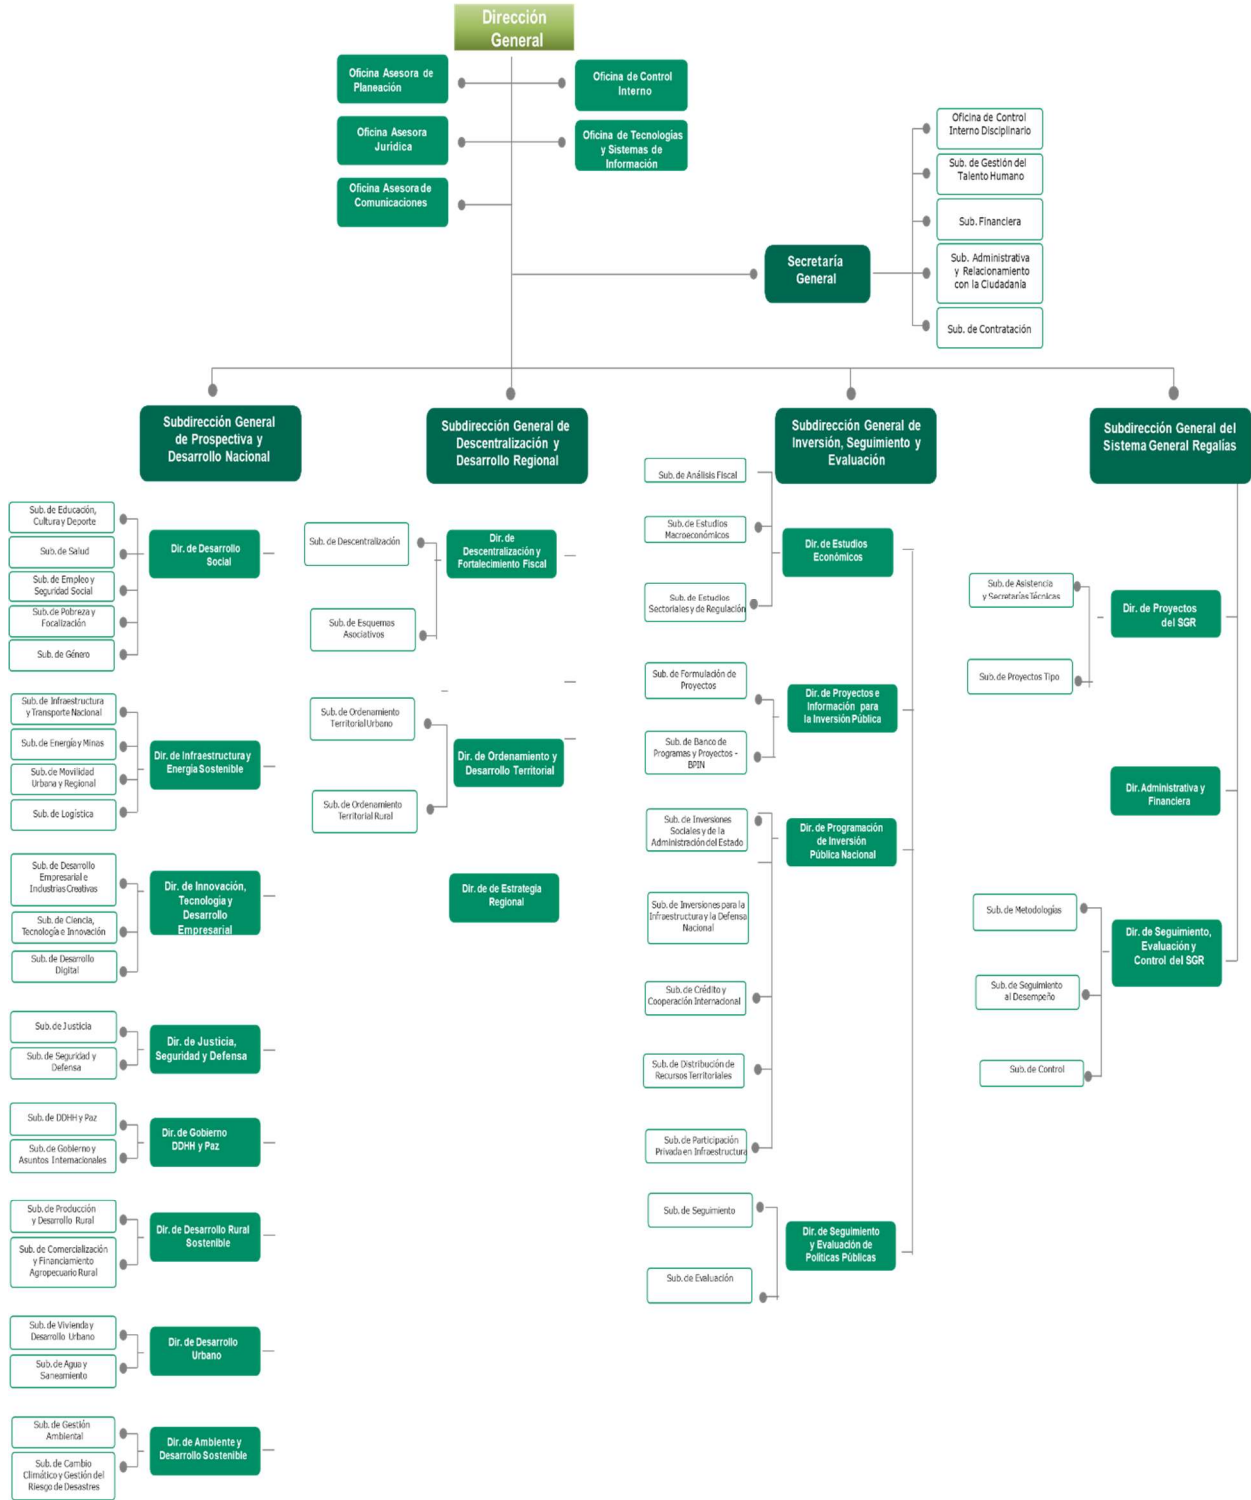 Dirección
General
Oficina Asesora de
Planeación
Oficina de Control
Interno
Oficina Asesora
Jurídica
Oficina de Tecnologías
y Sistemas de
Información
Oficina Asesora de
Comunicaciones
Secretaría
General
Oficina de Control
Interno Disciplinario
Sub. de Gestión del
Talento Humano
Sub. Financiera
Sub. Administrativa
y Relacionamiento
con la Ciudadanía
Sub. de Contratación
Subdirección General
de Prospectiva y
Desarrollo Nacional
Sub. de Educación,
Cultura y Deporte
Sub. de Salud
Sub. de Empleo y
Seguridad Social
Sub. de Pobreza y
Focalización
Sub. de Género
Dir. de Desarrollo
Social
Sub. de Infraestructura
y Transporte Nacional
Sub. de Energía y Minas
Sub. de Movilidad
Urbana y Regional
Sub. de Logística
Dir. de Infraestructura y
Energía Sostenible
Sub. de Desarrollo
Empresarial e
Industrias Creativas
Sub. de Ciencia,
Tecnología e Innovación
Sub. de Desarrollo
Digital
Dir. de Innovación,
Tecnología y
Desarrollo
Empresarial
Sub. de Justicia
Sub. de Seguridad y
Defensa
Dir. de Justicia,
Seguridad y Defensa
Sub. de DDHH y Paz
Sub. de Gobierno y
Asuntos Internacionales
Dir. de Gobierno
DDHH y Paz
Sub. de Producción
y Desarrollo Rural
Sub. de Comercialización
y Financiamiento
Agropecuario Rural
Dir. de Desarrollo Rural
Sostenible
Sub. de Vivienda y
Desarrollo Urbano
Sub. de Agua y
Saneamiento
Dir. de Desarrollo
Urbano
Sub. de Gestión
Ambiental
Sub. de Cambio
Climático y Gestión del
Riesgo de Desastres
Dir. de Ambiente y
Desarrollo Sostenible
Subdirección General de
Descentralización y
Desarrollo Regional
Sub. de Descentralización
Sub. de Esquemas
Asociativos
Dir. de
Descentralización y
Fortalecimiento Fiscal
Sub. de Ordenamiento
Territorial Urbano
Sub. de Ordenamiento
Territorial Rural
Dir. de Ordenamiento y
Desarrollo Territorial
Dir. de de Estrategia
Regional
Subdirección General de
Inversión, Seguimiento y
Evaluación
Sub. de Análisis Fiscal
Sub. de Estudios
Macroeconómicos
Sub. de Estudios
Sectoriales y de Regulación
Dir. de Estudios
Económicos
Sub. de Formulación de
Proyectos
Sub. de Banco de
Programas y Proyectos -
BPIN
Dir. de Proyectos e
Información para
la Inversión Pública
Sub. de Inversiones
Sociales y de la
Administración del Estado
Sub. de Inversiones para la
Infraestructura y la Defensa
Nacional
Sub. de Crédito y
Cooperación Internacional
Sub. de Distribución de
Recursos Territoriales
Sub. de Participación
Privada en Infraestructura
Dir. de Programación
de Inversión
Pública Nacional
Sub. de Seguimiento
Sub. de Evaluación
Dir. de Seguimiento
y Evaluación de
Políticas Públicas
Subdirección General del
Sistema General Regalías
Sub. de Asistencia
y Secretarías Técnicas
Sub. de Proyectos Tipo
Dir. de Proyectos
del SGR
Dir. Administrativa y
Financiera
Sub. de Metodologías
Sub. de Seguimiento
al Desempeño
Sub. de Control
Dir. de Seguimiento,
Evaluación y
Control del SGR